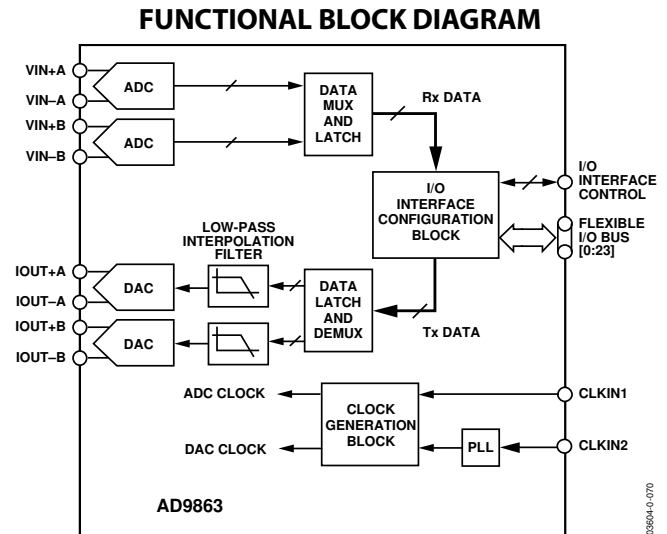 FUNCTIONAL BLOCK DIAGRAM
VIN+A
VIN–A
ADC
VIN+B
VIN–B
ADC
DATA
MUX
AND
LATCH
Rx DATA
I/O
INTERFACE
CONFIGURATION
BLOCK
I/O
INTERFACE
CONTROL
FLEXIBLE
I/O BUS
[0:23]
LOW-PASS
INTERPOLATION
FILTER
IOUT+A
IOUT–A
DAC
IOUT+B
IOUT–B
DAC
DATA
LATCH
AND
DEMUX
Tx DATA
ADC CLOCK
DAC CLOCK
CLOCK
GENERATION
BLOCK
PLL
CLKIN1
CLKIN2
AD9863
03604-0-070